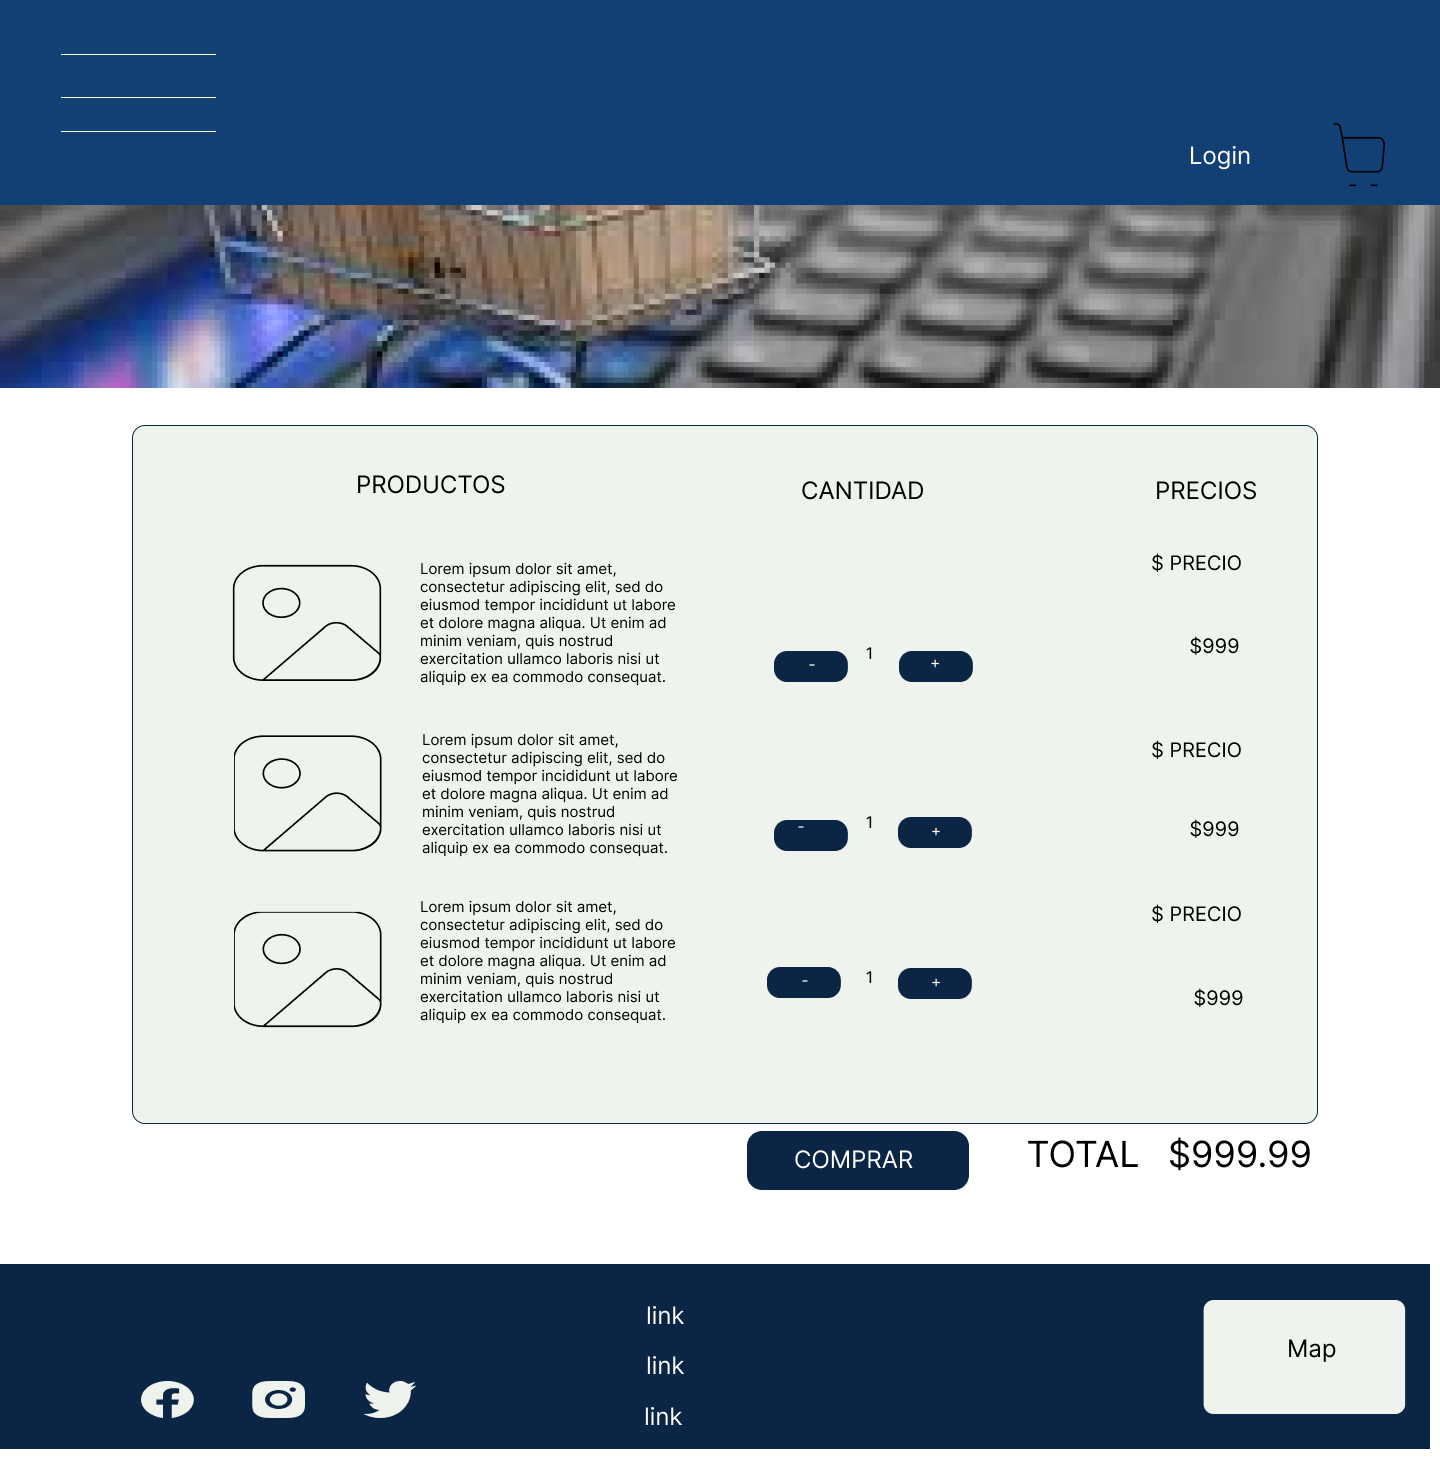 Login
PRODUCTOS
CANTIDAD
PRECIOS
Lorem ipsum dolor sit amet,
consectetur adipiscing elit, sed do
eiusmod tempor incididunt ut labore
et dolore magna aliqua. Ut enim ad
minim veniam, quis nostrud
exercitation ullamco laboris nisi ut
aliquip ex ea commodo consequat.
- 1 +
$ PRECIO
$999
Lorem ipsum dolor sit amet,
consectetur adipiscing elit, sed do
eiusmod tempor incididunt ut labore
et dolore magna aliqua. Ut enim ad
minim veniam, quis nostrud
exercitation ullamco laboris nisi ut
aliquip ex ea commodo consequat.
- 1 +
$ PRECIO
$999
Lorem ipsum dolor sit amet,
consectetur adipiscing elit, sed do
eiusmod tempor incididunt ut labore
et dolore magna aliqua. Ut enim ad
minim veniam, quis nostrud
exercitation ullamco laboris nisi ut
aliquip ex ea commodo consequat.
- 1 +
$ PRECIO
$999
COMPRAR
TOTAL $999.99
link
link
link
Map